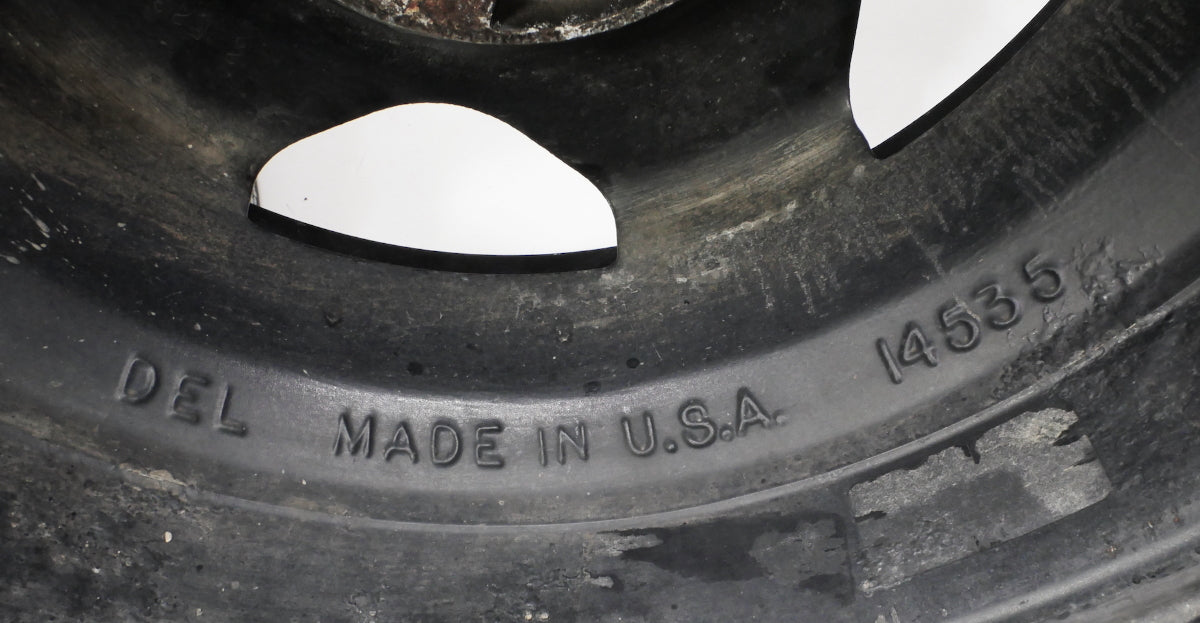 DEL MADE IN U.S.A. 14535